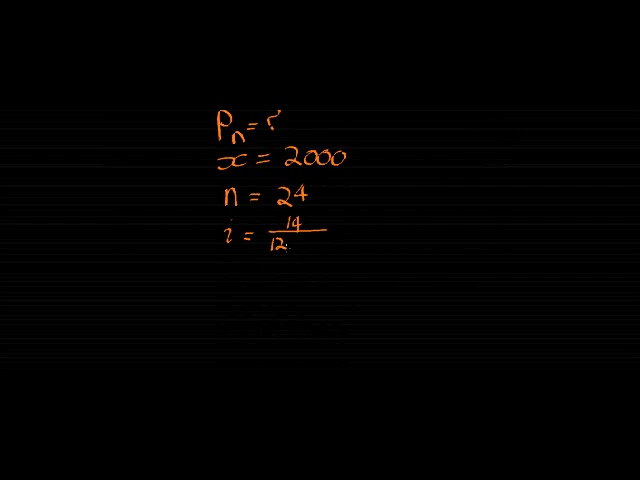 Pn = ?
x = 2000
n = 24
i = 14/12